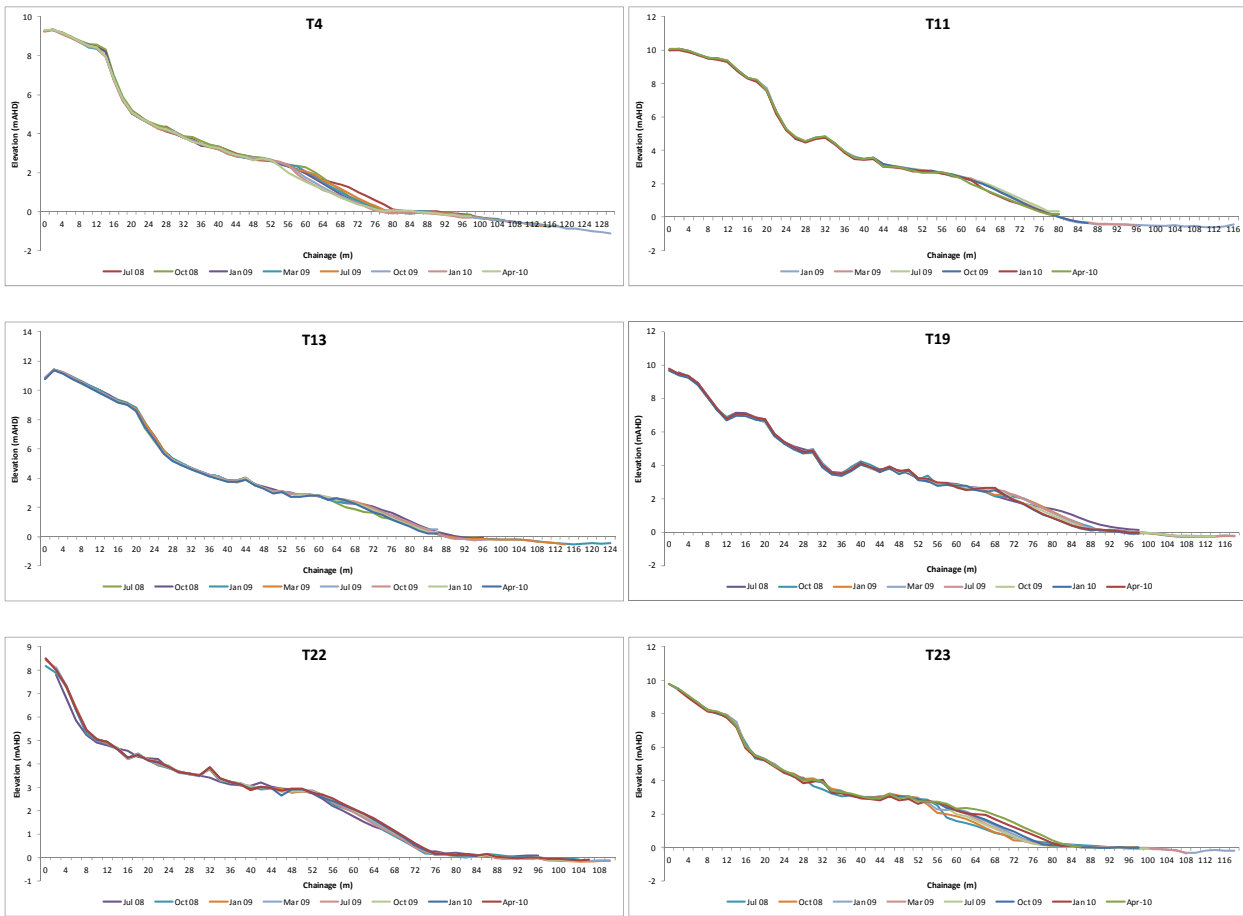 T4
Elevation (mAHD)
10
8
6
4
2
0
-2
0 4 8 12 16 20 24 28 32 36 40 44 48 52 56 60 64 68 72 76 80 84 88 92 96 100 104 108 112 116 120 124 128
Chainage (m)
Jul 08 Oct 08 Jan 09 Mar 09 Jul 09 Oct 09 Jan 10 Apr-10
T11
Elevation (mAHD)
12
10
8
6
4
2
0
-2
0 4 8 12 16 20 24 28 32 36 40 44 48 52 56 60 64 68 72 76 80 84 88 92 96 100 104 108 112 116
Chainage (m)
Jan 09 Mar 09 Jul 09 Oct 09 Jan 10 Apr-10
T13
Elevation (mAHD)
14
12
10
8
6
4
2
0
-2
0 4 8 12 16 20 24 28 32 36 40 44 48 52 56 60 64 68 72 76 80 84 88 92 96 100 104 108 112 116 120 124
Chainage (m)
Jul 08 Oct 08 Jan 09 Mar 09 Jul 09 Oct 09 Jan 10 Apr-10
T19
Elevation (mAHD)
12
10
8
6
4
2
0
-2
0 4 8 12 16 20 24 28 32 36 40 44 48 52 56 60 64 68 72 76 80 84 88 92 96 100 104 108 112 116
Chainage (m)
Jul 08 Oct 08 Jan 09 Mar 09 Jul 09 Oct 09 Jan 10 Apr-10
T22
Elevation (mAHD)
9
8
7
6
5
4
3
2
1
0
-1
0 4 8 12 16 20 24 28 32 36 40 44 48 52 56 60 64 68 72 76 80 84 88 92 96 100 104 108
Chainage (m)
Jul 08 Oct 08 Jan 09 Mar 09 Jul 09 Oct 09 Jan 10 Apr-10
T23
Elevation (mAHD)
12
10
8
6
4
2
0
-2
0 4 8 12 16 20 24 28 32 36 40 44 48 52 56 60 64 68 72 76 80 84 88 92 96 100 104 108 112 116
Chainage (m)
Jul 08 Oct 08 Jan 09 Mar 09 Jul 09 Oct 09 Jan 10 Apr-10